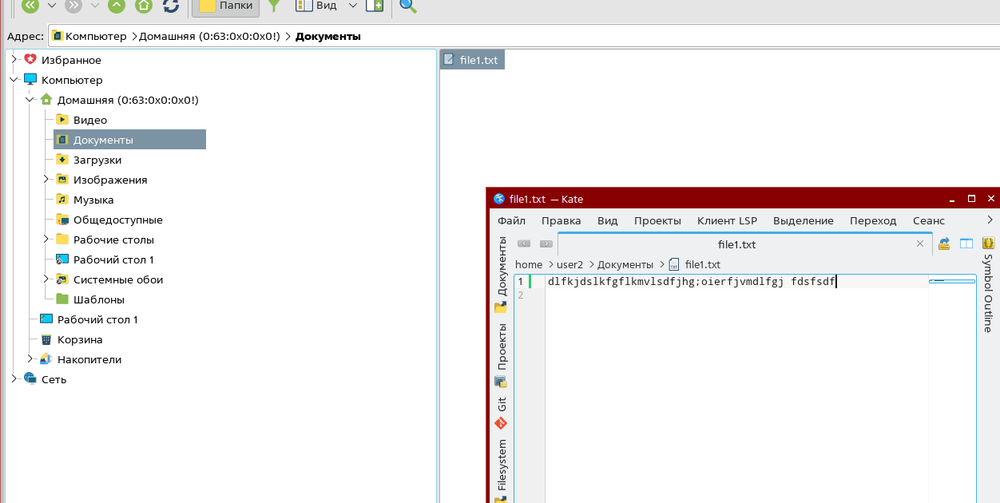 Папки
Вид
Адрес:
Компьютер
Домашняя (0:63:0x0:0x0!)
Документы
Избранное
Компьютер
Домашняя (0:63:0x0:0x0!)
Видео
Документы
Загрузки
Изображения
Музыка
Общедоступные
Рабочие столы
Рабочий стол 1
Системные обои
Шаблоны
Рабочий стол 1
Корзина
Накопители
Сеть
file1.txt
file1.txt — Kate
Файл Правка Вид Проекты Клиент LSP Выделение Переход Сеанс
file1.txt
home user2 Документы file1.txt
1 dlfkjdslkfgflkmvlsdfjhg;oierfjvmdlfgj fdsfsdf
2
Документы
Проекты
Git
Filesystem
Symbol Outline